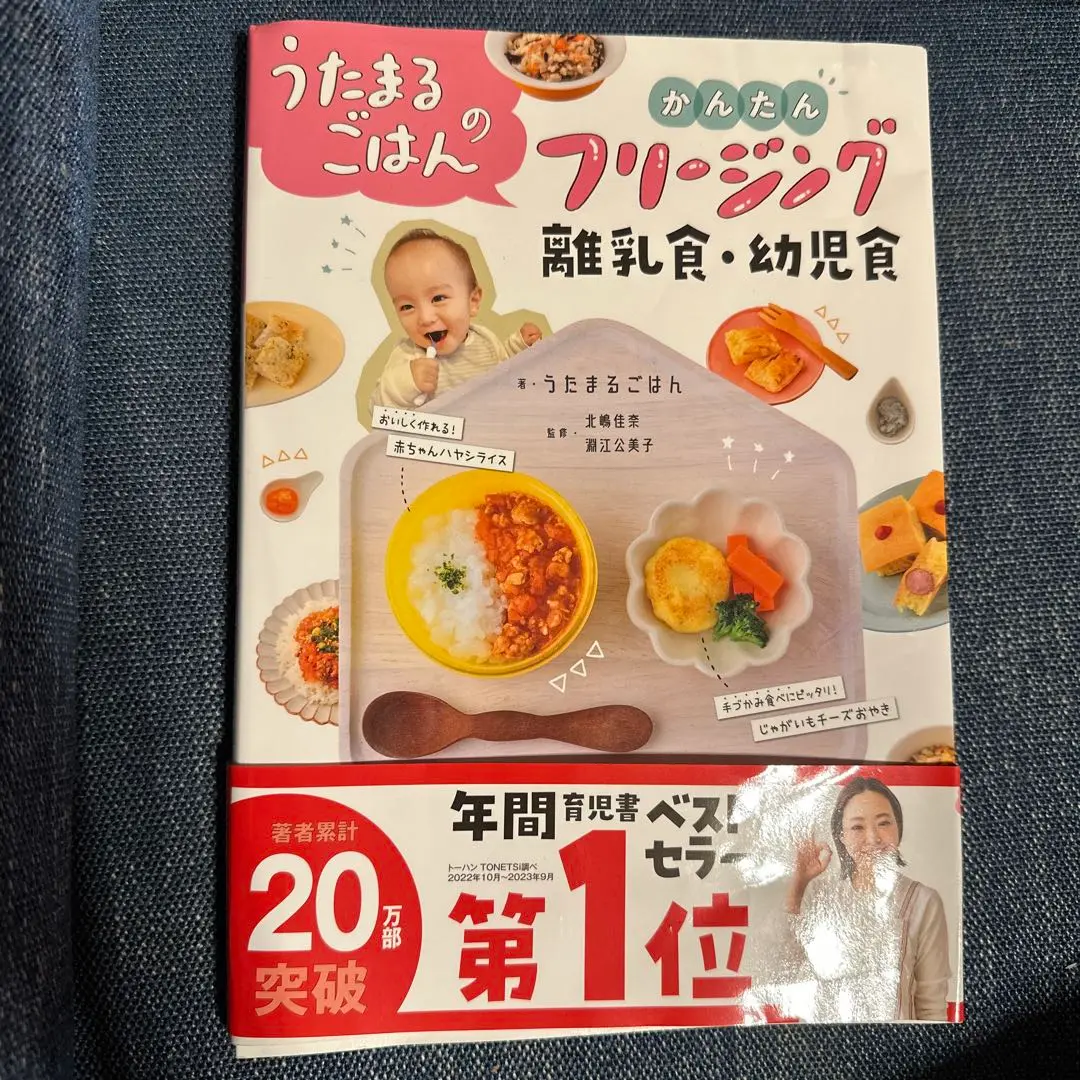 うたまる
ごはんの
かんたん
フリージング
離乳食・幼児食
著・うたまるごはん
監修・北嶋佳奈
淵江公美子
おいしく作れる!
赤ちゃんハヤシライス
手づかみ食べにピッタリ!
じゃがいもチーズおやき
著者累計
20万部
突破
年間育児書ベスト
セラー
トーハン TONETSi調べ
2022年10月~2023年9月
第1位